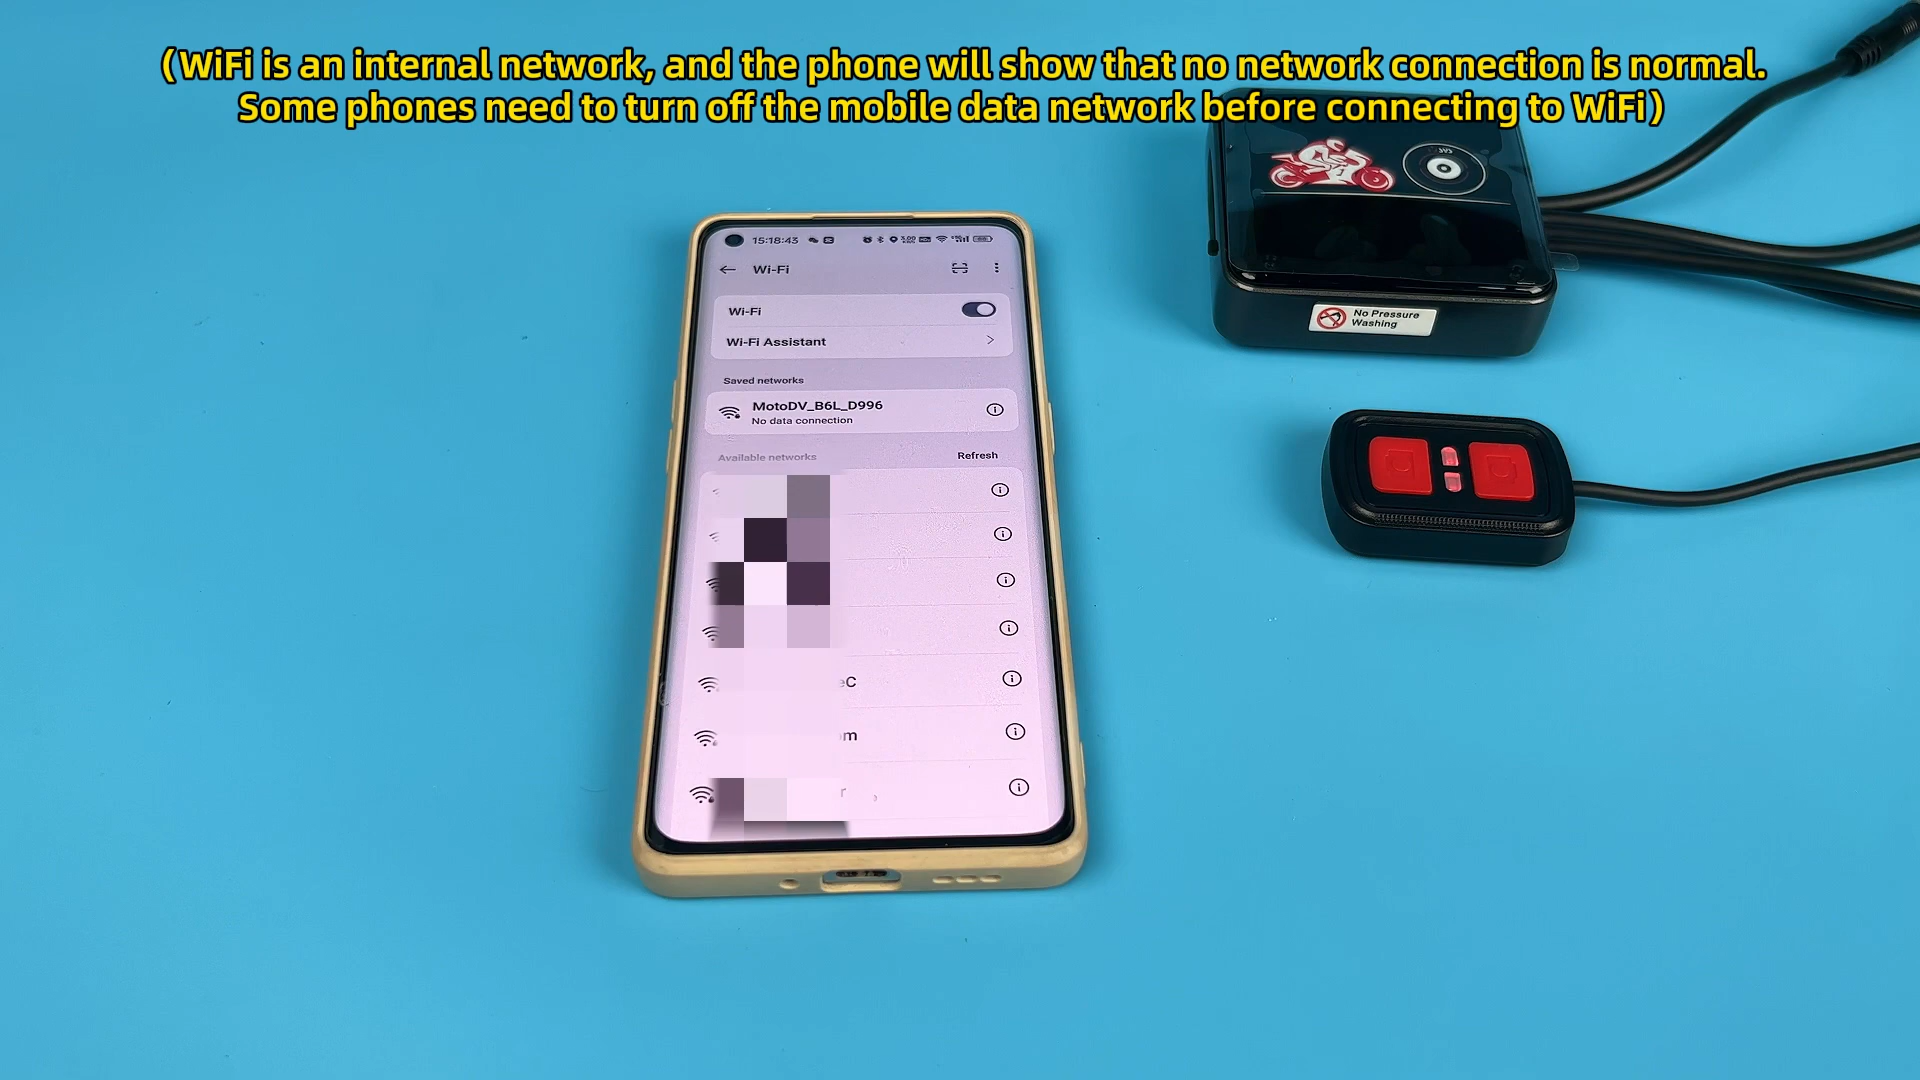 (WiFi is an internal network, and the phone will show that no network connection is normal.
Some phones need to turn off the mobile data network before connecting to WiFi)
15:18:43
Wi-Fi
Wi-Fi
Wi-Fi Assistant
Saved networks
MotoDV_B6L_D996
No data connection
Available networks
Refresh
eC
m
r
No Pressure
Washing